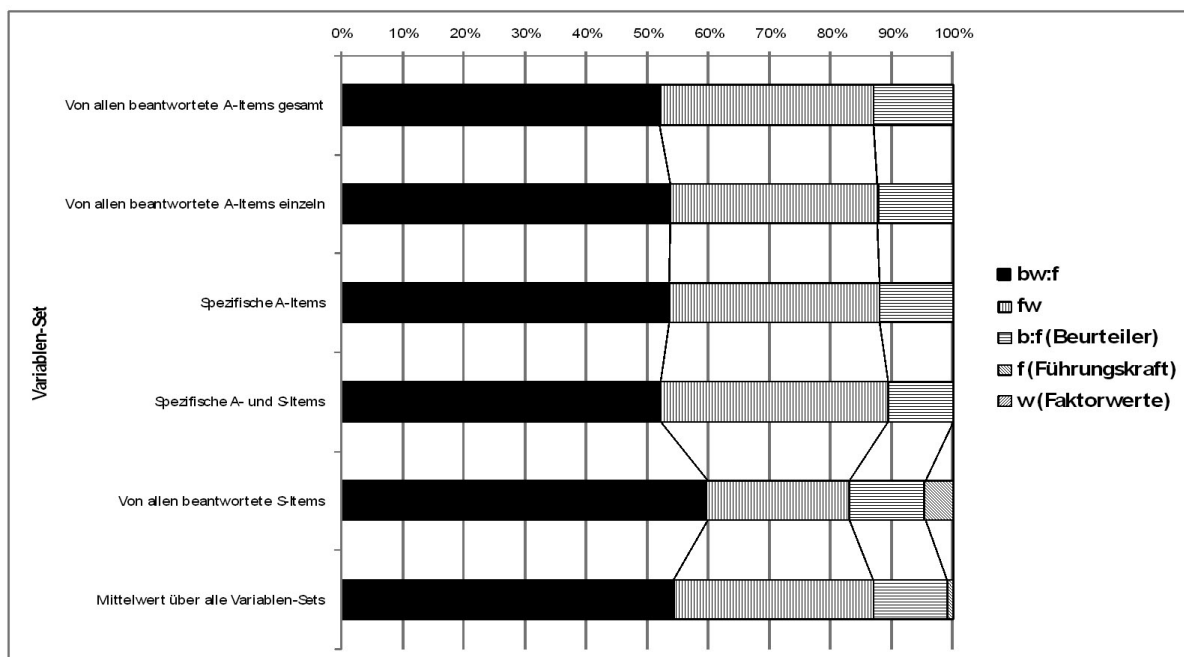 0% 10% 20% 30% 40% 50% 60% 70% 80% 90% 100%
Von allen beantwortete A-Items gesamt
Von allen beantwortete A-Items einzeln
Spezifische A-Items
Spezifische A- und S-Items
Von allen beantwortete S-Items
Mittelwert über alle Variablen-Sets
Variablen-Set
bw:f
fw
b:f (Beurteiler)
f (Führungskraft)
w (Faktorwerte)